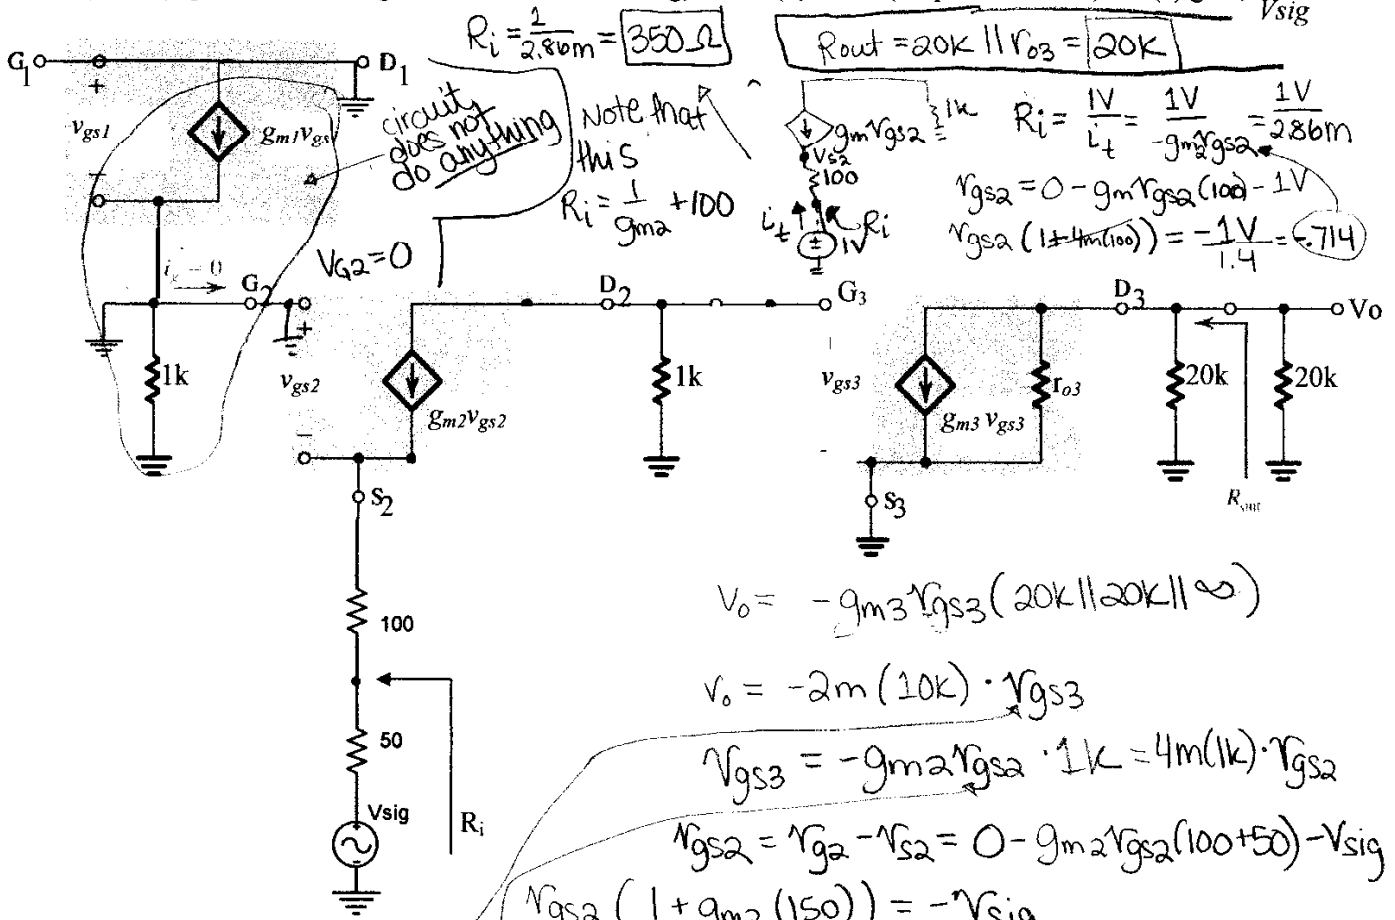 Vsig
Ri = 1/2.86m = 350Ω
Rout = 20K || ro3 = 20K
G1
D1
+
vgs1
gm1vgs
-
circuit
does not
do anything
Note that
this
Ri = 1/gm2 + 100
gmVgs2
1k
Vs2
100
it
Ri
1V
Ri = 1V/it = 1V/-gm2Vgs2 = 1V/2.86m
Vgs2 = 0 - gmVgs2(100) - 1V
Vgs2 (1+4m(100)) = -1V/1.4 = -.714
VG2=0
G2
+
1k
vgs2
-
gm2vgs2
S2
D2
1k
G3
vgs3
gm3 vgs3
ro3
S3
D3
20k
20k
Vo
Rout
100
50
Vsig
Ri
Vo = -gm3Vgs3(20K||20K||∞)
Vo = -2m(10K)·Vgs3
Vgs3 = -gm2Vgs2·1K = 4m(1k)·Vgs2
Vgs2 = Vg2 - Vs2 = 0 - gm2Vgs2(100+50) - Vsig
Vgs2 (1 + gm2 (150)) = -Vsig